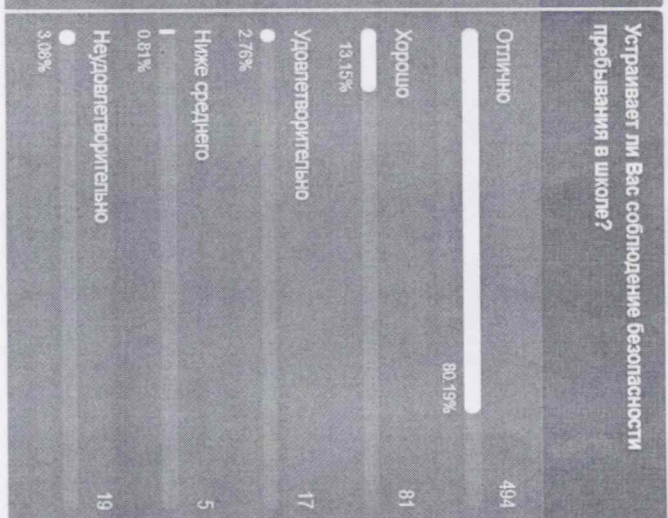 Устраивает ли Вас соблюдение безопасности
пребывания в школе?
Отлично 494
80.19%
Хорошо 81
13.15%
Удовлетворительно 17
2.76%
Ниже среднего 5
0.81%
Неудовлетворительно 19
3.08%